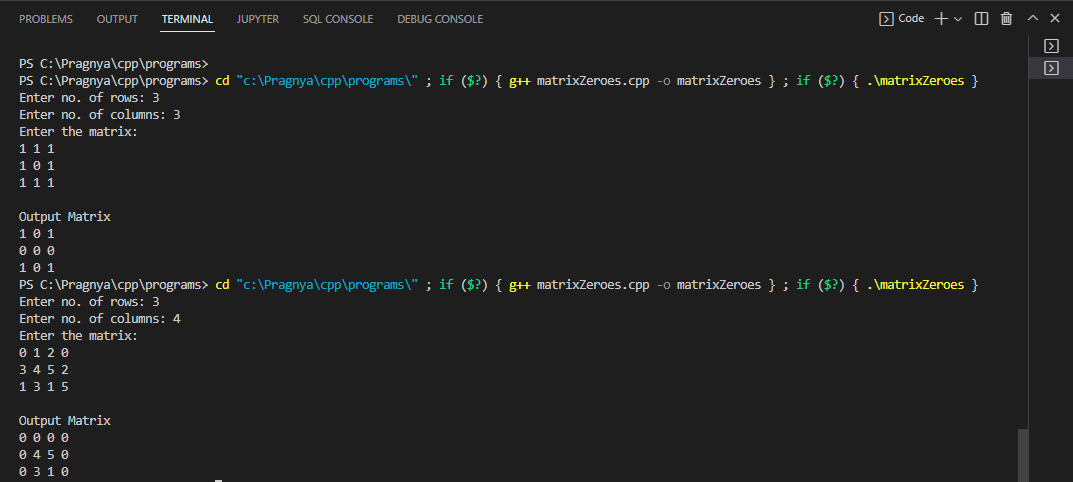 PROBLEMS OUTPUT TERMINAL JUPYTER SQL CONSOLE DEBUG CONSOLE Code
PS C:\Pragnya\cpp\programs>
PS C:\Pragnya\cpp\programs> cd "c:\Pragnya\cpp\programs\" ; if ($?) { g++ matrixZeroes.cpp -o matrixZeroes } ; if ($?) { .\matrixZeroes }
Enter no. of rows: 3
Enter no. of columns: 3
Enter the matrix:
1 1 1
1 0 1
1 1 1
Output Matrix
1 0 1
0 0 0
1 0 1
PS C:\Pragnya\cpp\programs> cd "c:\Pragnya\cpp\programs\" ; if ($?) { g++ matrixZeroes.cpp -o matrixZeroes } ; if ($?) { .\matrixZeroes }
Enter no. of rows: 3
Enter no. of columns: 4
Enter the matrix:
0 1 2 0
3 4 5 2
1 3 1 5
Output Matrix
0 0 0 0
0 4 5 0
0 3 1 0